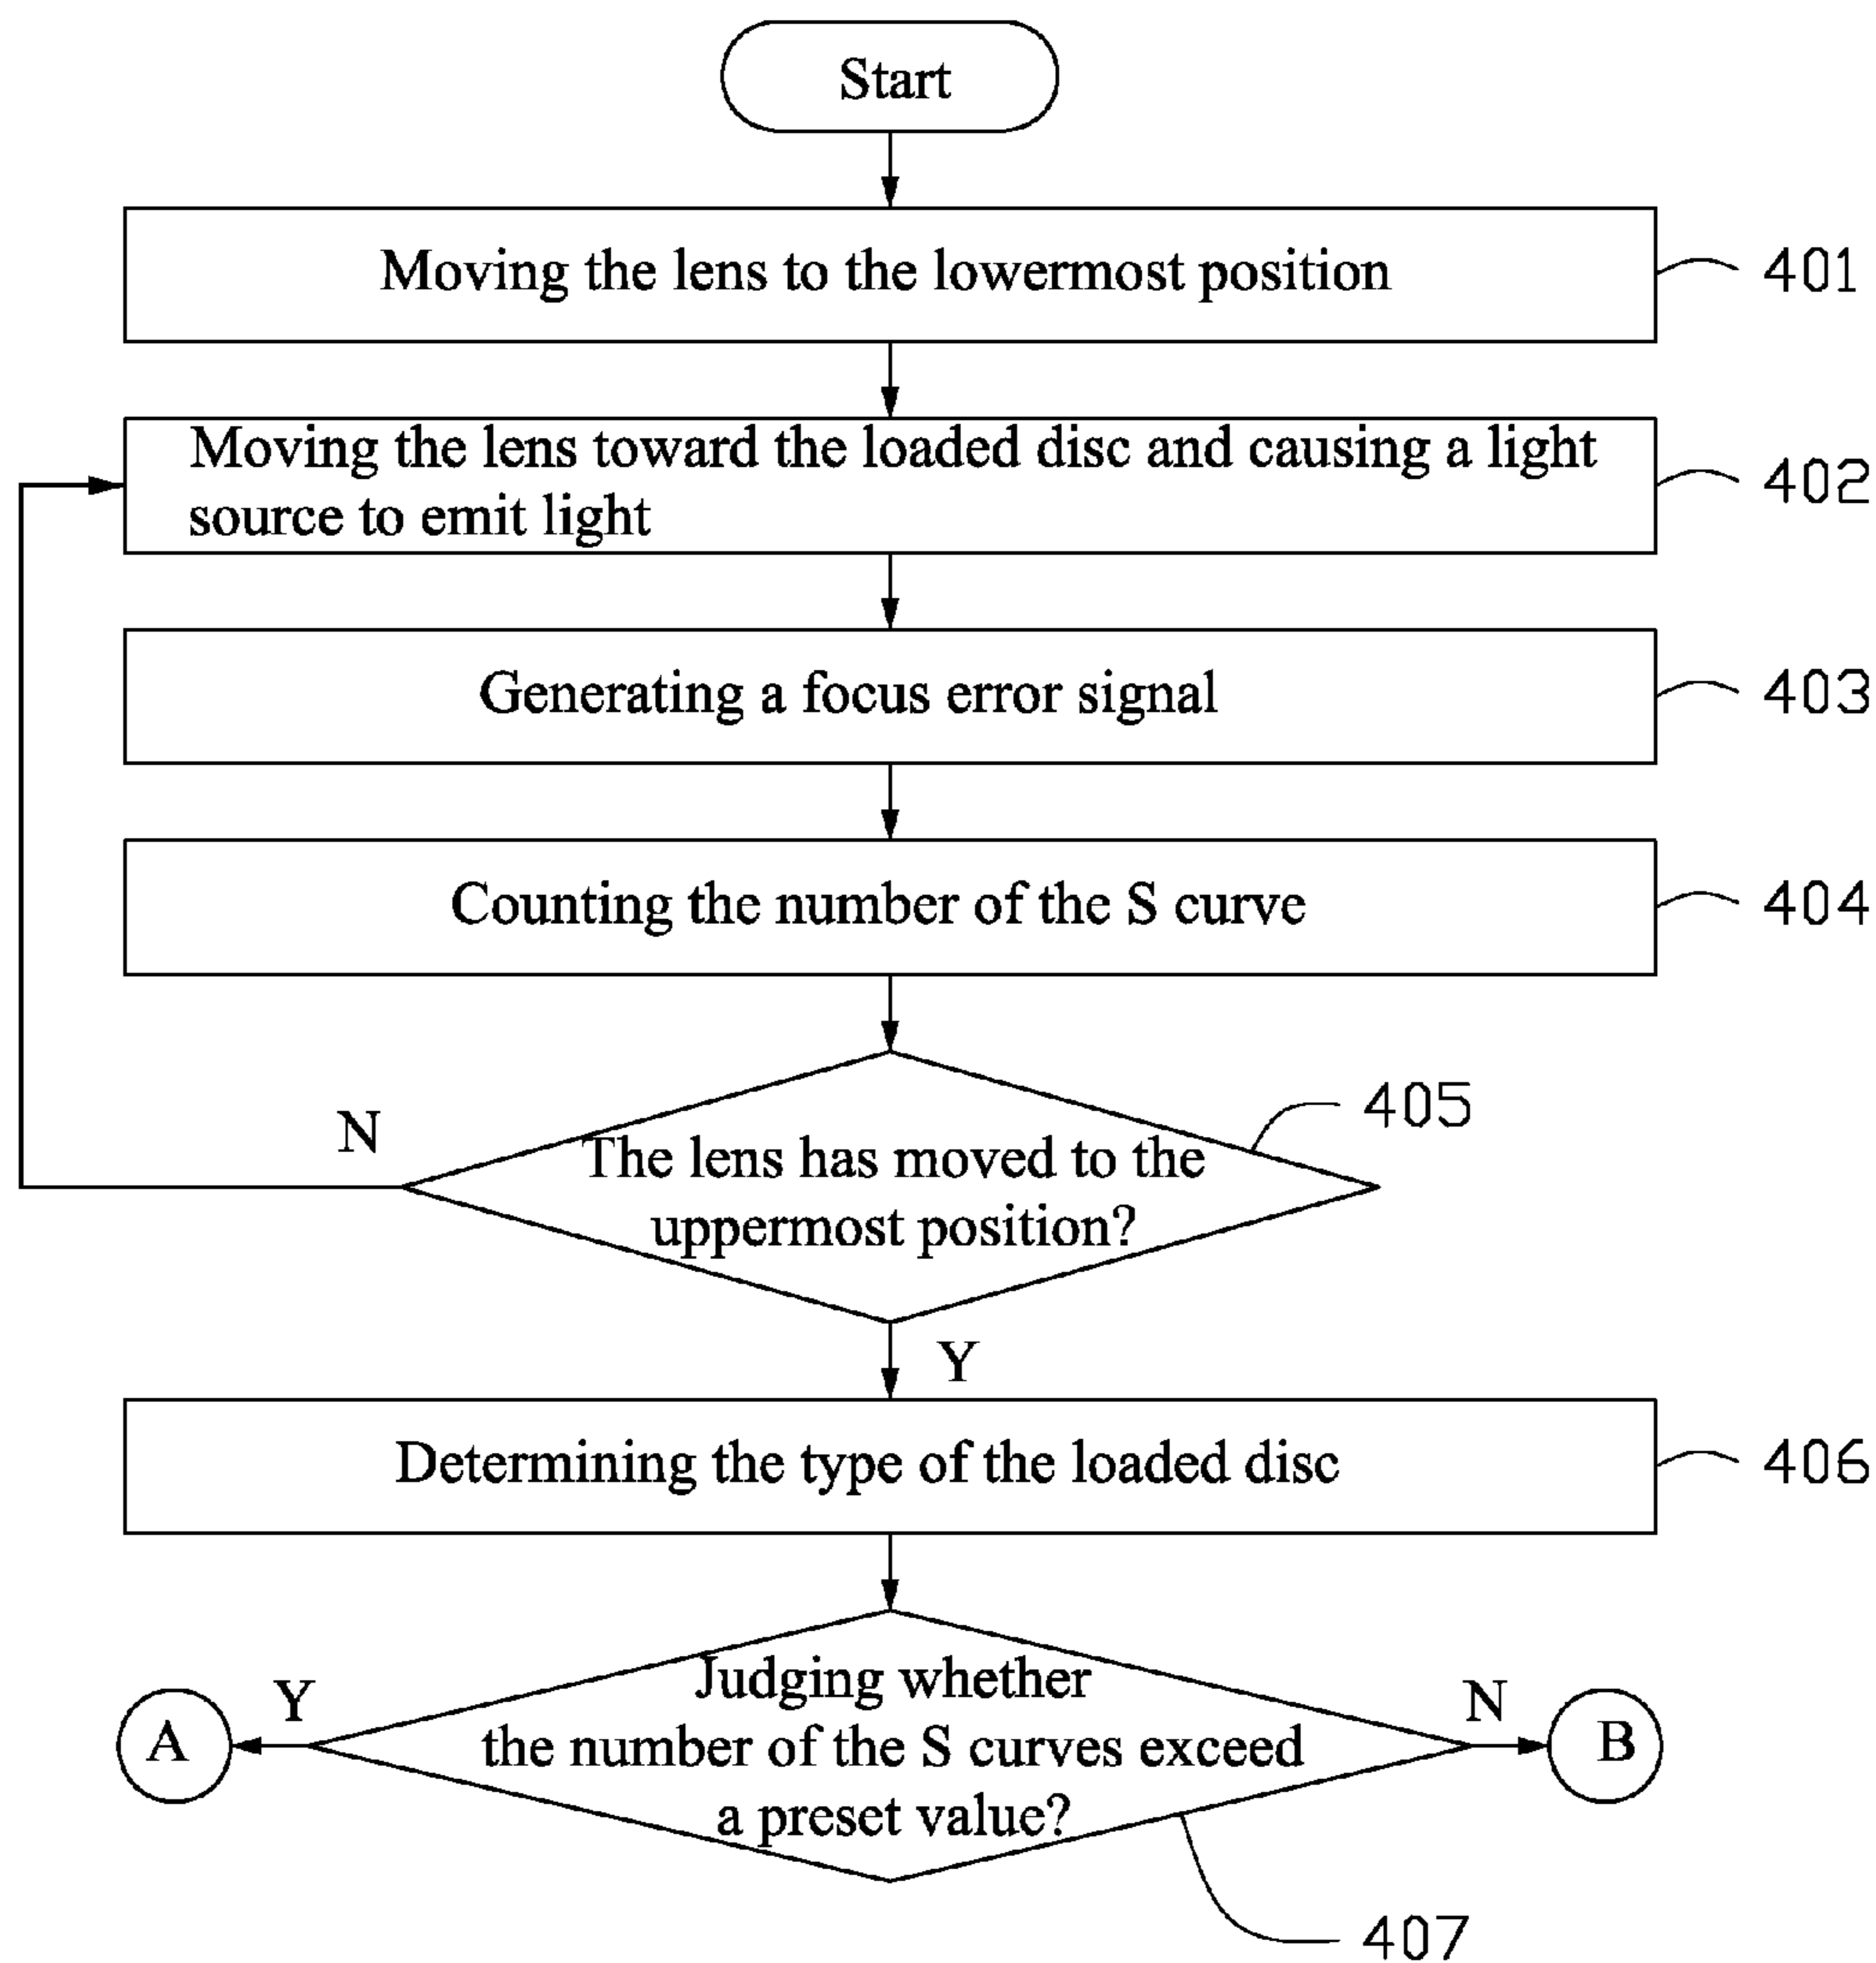 Start
Moving the lens to the lowermost position
401
Moving the lens toward the loaded disc and causing a light
source to emit light
402
Generating a focus error signal
403
Counting the number of the S curve
404
N
405
The lens has moved to the
uppermost position?
Y
Determining the type of the loaded disc
406
Judging whether
the number of the S curves exceed
a preset value?
Y
A
N
B
407